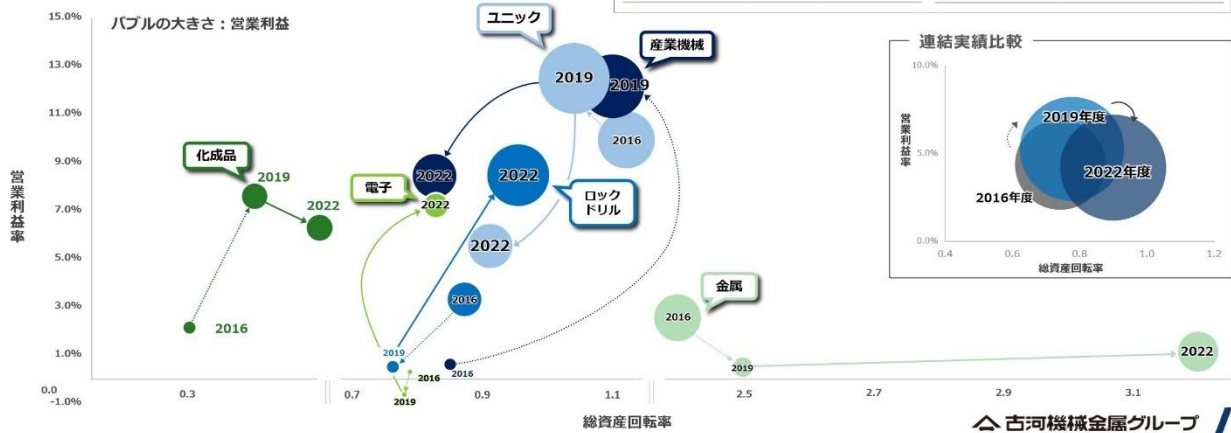 15.0%
バブルの大きさ：営業利益
13.0%
11.0%
9.0%
7.0%
5.0%
3.0%
1.0%
0.0
-1.0%
営業利益率
ユニック
産業機械
2019
2019
2016
化成品
2019
2022
2016
電子
2022
2022
2022
ロック
ドリル
2022
2016
2019
2016
2019
2016
金属
2016
2019
2022
0.3
0.7
0.9
1.1
2.5
2.7
2.9
3.1
総資産回転率
連結実績比較
10.0%
5.0%
0.0%
営業利益率
2019年度
2022年度
2016年度
0.4
0.6
0.8
1.0
1.2
総資産回転率
古河機械金属グループ